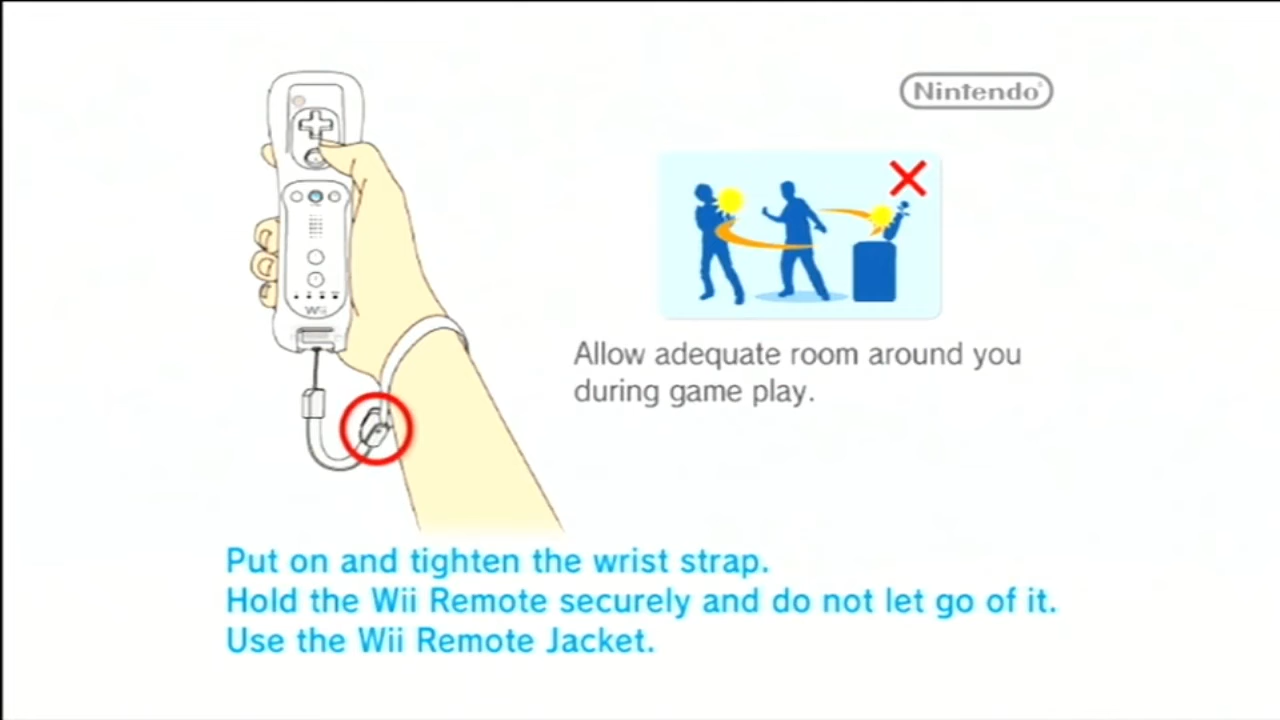 Nintendo
Wii
Allow adequate room around you
during game play.
Put on and tighten the wrist strap.
Hold the Wii Remote securely and do not let go of it.
Use the Wii Remote Jacket.